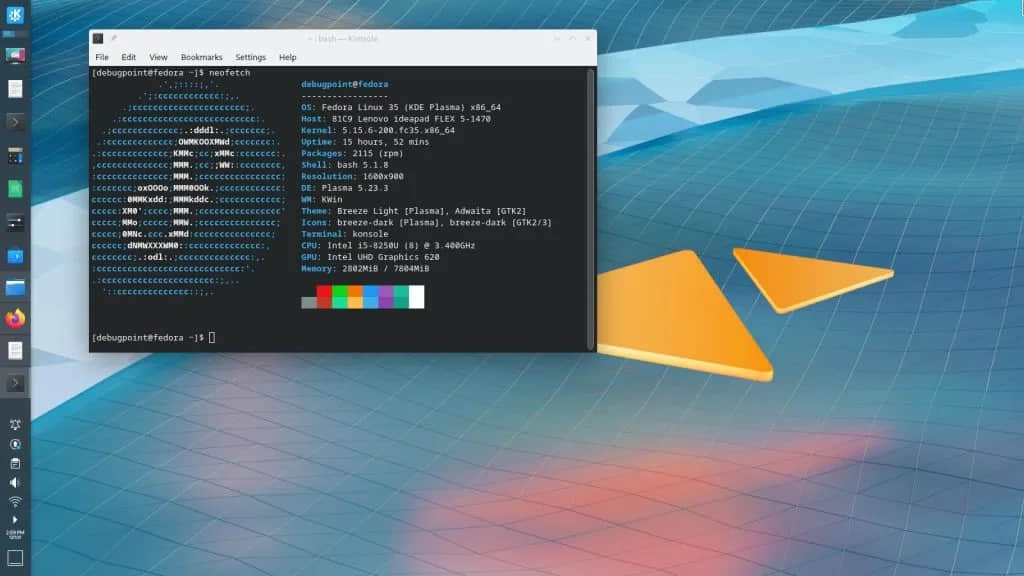 ~ : bash — Konsole
File Edit View Bookmarks Settings Help
[debugpoint@fedora ~]$ neofetch
debugpoint@fedora
-----------------
OS: Fedora Linux 35 (KDE Plasma) x86_64
Host: 81C9 Lenovo ideapad FLEX 5-1470
Kernel: 5.15.6-200.fc35.x86_64
Uptime: 15 hours, 52 mins
Packages: 2115 (rpm)
Shell: bash 5.1.8
Resolution: 1600x900
DE: Plasma 5.23.3
WM: KWin
Theme: Breeze Light [Plasma], Adwaita [GTK2]
Icons: breeze-dark [Plasma], breeze-dark [GTK2/3]
Terminal: konsole
CPU: Intel i5-8250U (8) @ 3.400GHz
GPU: Intel UHD Graphics 620
Memory: 2802MiB / 7804MiB
[debugpoint@fedora ~]$